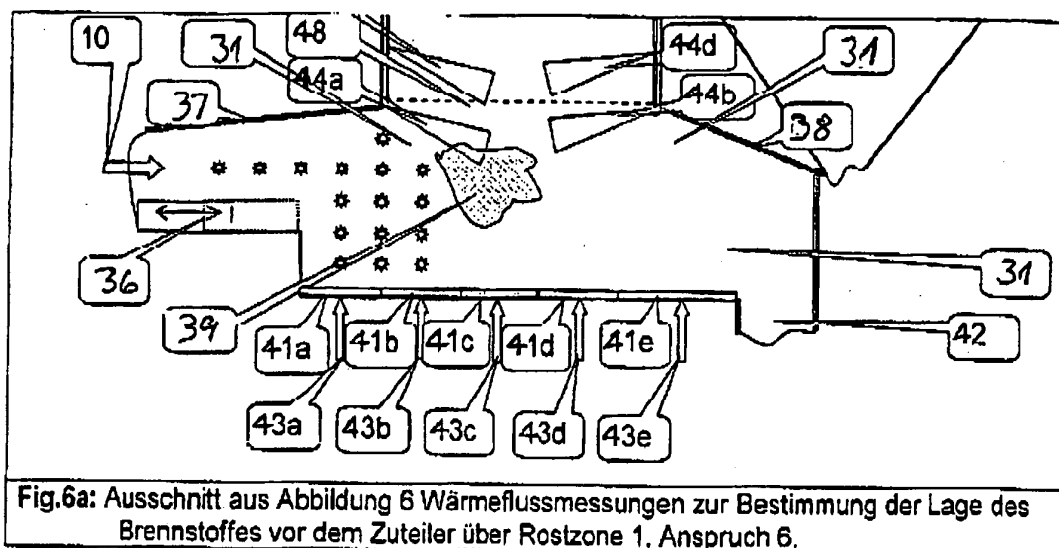 10
31
48
44d
31
44a
44b
37
38
36
31
39
41a
41b
41c
41d
41e
42
43a
43b
43c
43d
43e
Fig.6a: Ausschnitt aus Abbildung 6 Wärmeflussmessungen zur Bestimmung der Lage des
Brennstoffes vor dem Zuteiler über Rostzone 1, Anspruch 6.